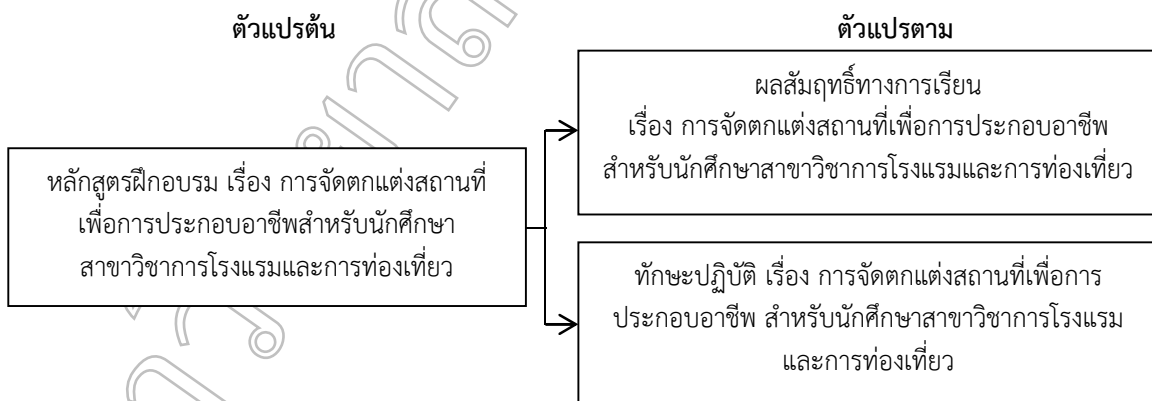 ตัวแปรต้น
หลักสูตรฝึกอบรม เรื่อง การจัดตกแต่งสถานที่
เพื่อการประกอบอาชีพสำหรับนักศึกษา
สาขาวิชาการโรงแรมและการท่องเที่ยว
ตัวแปรตาม
ผลสัมฤทธิ์ทางการเรียน
เรื่อง การจัดตกแต่งสถานที่เพื่อการประกอบอาชีพ
สำหรับนักศึกษาสาขาวิชาการโรงแรมและการท่องเที่ยว
ทักษะปฏิบัติ เรื่อง การจัดตกแต่งสถานที่เพื่อการ
ประกอบอาชีพ สำหรับนักศึกษาสาขาวิชาการโรงแรม
และการท่องเที่ยว